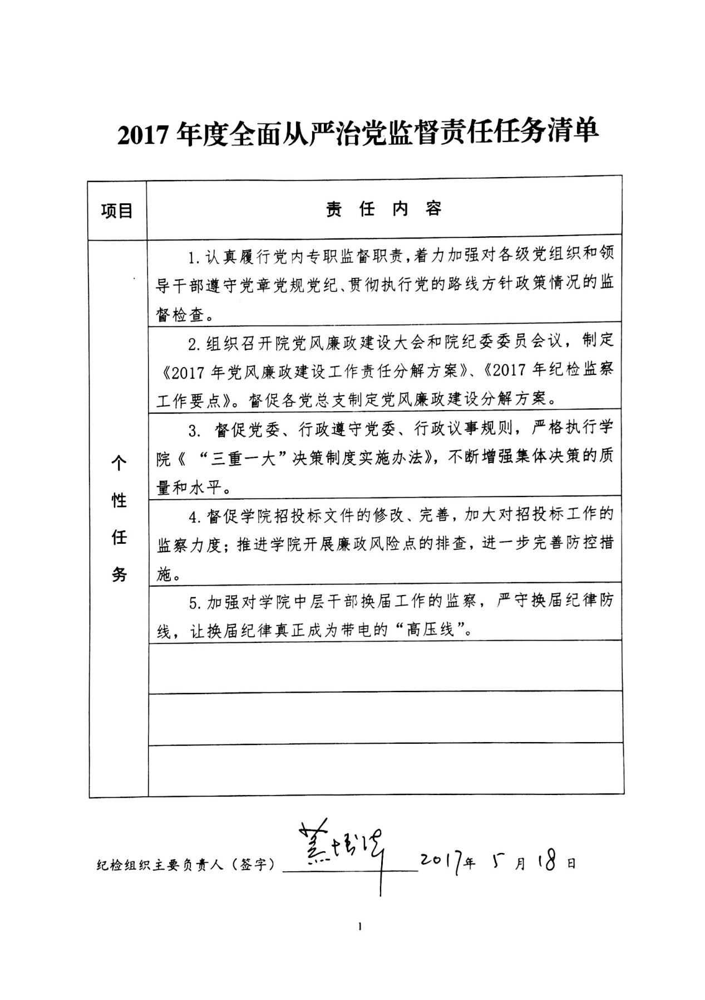 2017 年度全面从严治党监督责任任务清单
项目
责 任 内 容
个
性
任
务
1.认真履行党内专职监督职责，着力加强对各级党组织和领
导干部遵守党章党规党纪、贯彻执行党的路线方针政策情况的监
督检查。
2.组织召开院党风廉政建设大会和院纪委委员会议，制定
《2017 年党风廉政建设工作责任分解方案》、《2017 年纪检监察
工作要点》。督促各党总支制定党风廉政建设分解方案。
3. 督促党委、行政遵守党委、行政议事规则，严格执行学
院《 “三重一大”决策制度实施办法》，不断增强集体决策的质
量和水平。
4.督促学院招投标文件的修改、完善，加大对招投标工作的
监察力度；推进学院开展廉政风险点的排查，进一步完善防控措
施。
5.加强对学院中层干部换届工作的监察，严守换届纪律防
线，让换届纪律真正成为带电的“高压线”。
纪检组织主要负责人（签字） 2017年 5 月 18 日
1